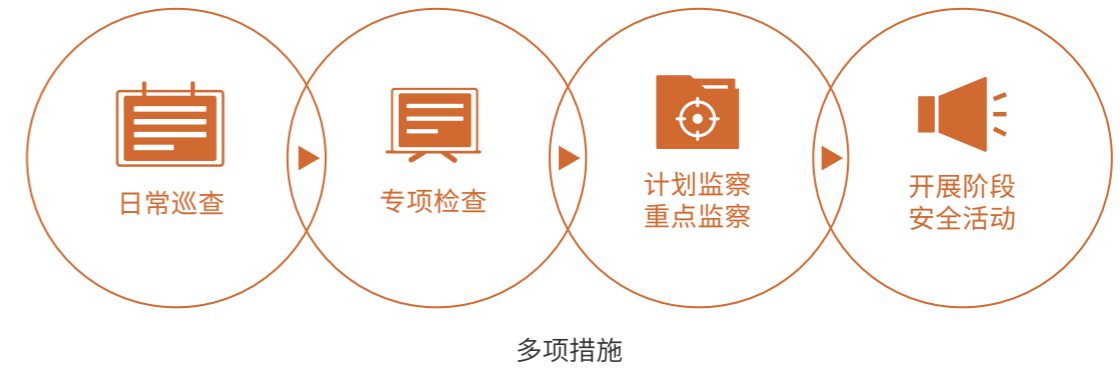 日常巡查
专项检查
计划监察
重点监察
开展阶段
安全活动
多项措施